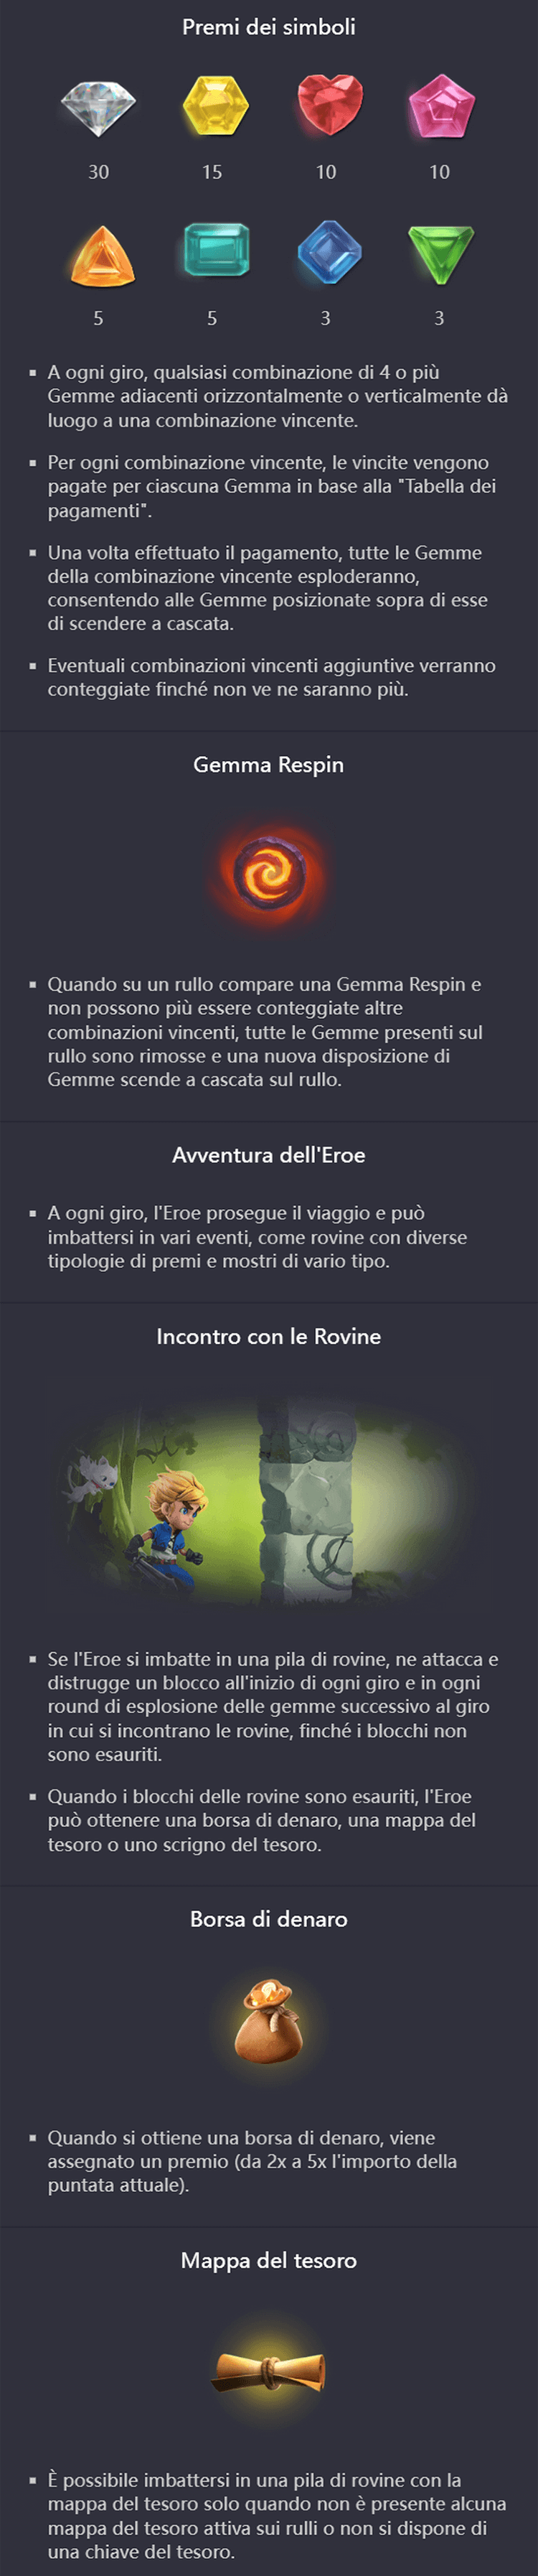 Premi dei simboli
30 15 10 10
5 5 3 3
▪ A ogni giro, qualsiasi combinazione di 4 o più
Gemme adiacenti orizzontalmente o verticalmente dà
luogo a una combinazione vincente.
▪ Per ogni combinazione vincente, le vincite vengono
pagate per ciascuna Gemma in base alla "Tabella dei
pagamenti".
▪ Una volta effettuato il pagamento, tutte le Gemme
della combinazione vincente esploderanno,
consentendo alle Gemme posizionate sopra di esse
di scendere a cascata.
▪ Eventuali combinazioni vincenti aggiuntive verranno
conteggiate finché non ve ne saranno più.
Gemma Respin
▪ Quando su un rullo compare una Gemma Respin e
non possono più essere conteggiate altre
combinazioni vincenti, tutte le Gemme presenti sul
rullo sono rimosse e una nuova disposizione di
Gemme scende a cascata sul rullo.
Avventura dell'Eroe
▪ A ogni giro, l'Eroe prosegue il viaggio e può
imbattersi in vari eventi, come rovine con diverse
tipologie di premi e mostri di vario tipo.
Incontro con le Rovine
▪ Se l'Eroe si imbatte in una pila di rovine, ne attacca e
distrugge un blocco all'inizio di ogni giro e in ogni
round di esplosione delle gemme successivo al giro
in cui si incontrano le rovine, finché i blocchi non
sono esauriti.
▪ Quando i blocchi delle rovine sono esauriti, l'Eroe
può ottenere una borsa di denaro, una mappa del
tesoro o uno scrigno del tesoro.
Borsa di denaro
▪ Quando si ottiene una borsa di denaro, viene
assegnato un premio (da 2x a 5x l'importo della
puntata attuale).
Mappa del tesoro
▪ È possibile imbattersi in una pila di rovine con la
mappa del tesoro solo quando non è presente alcuna
mappa del tesoro attiva sui rulli o non si dispone di
una chiave del tesoro.